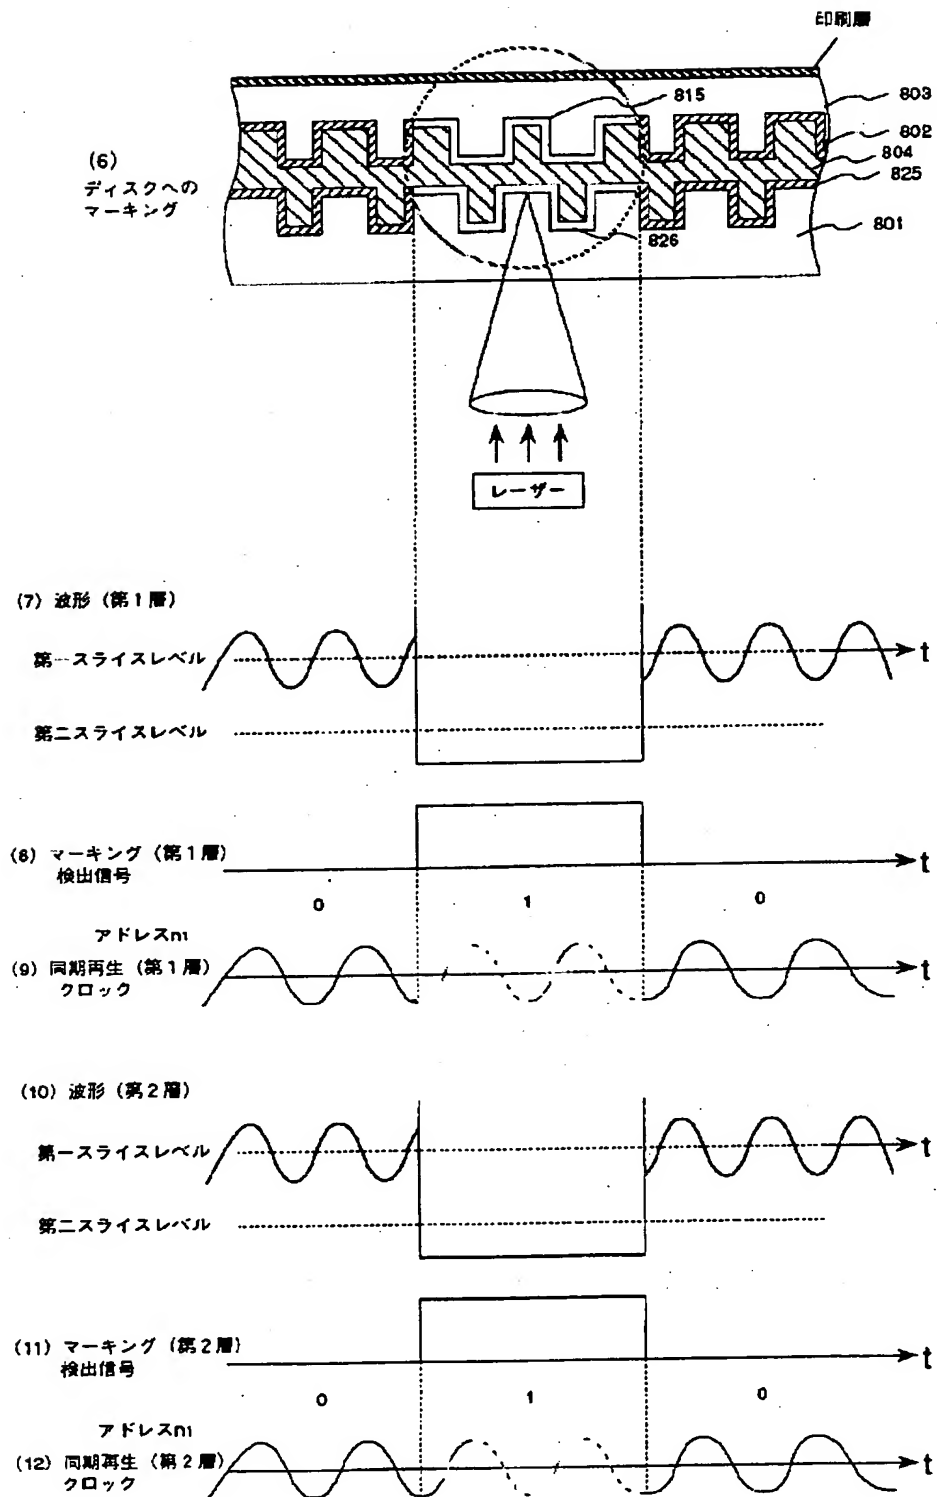 印刷層
815
803
802
804
825
801
826
(6)
ディスクへの
マーキング
レーザー
(7) 波形 (第1層)
第一スライスレベル
t
第二スライスレベル
(8) マーキング (第1層)
検出信号
t
0
1
0
アドレスn1
(9) 同期再生 (第1層)
クロック
t
(10) 波形 (第2層)
第一スライスレベル
t
第二スライスレベル
(11) マーキング (第2層)
検出信号
t
0
1
0
アドレスn1
(12) 同期再生 (第2層)
クロック
t